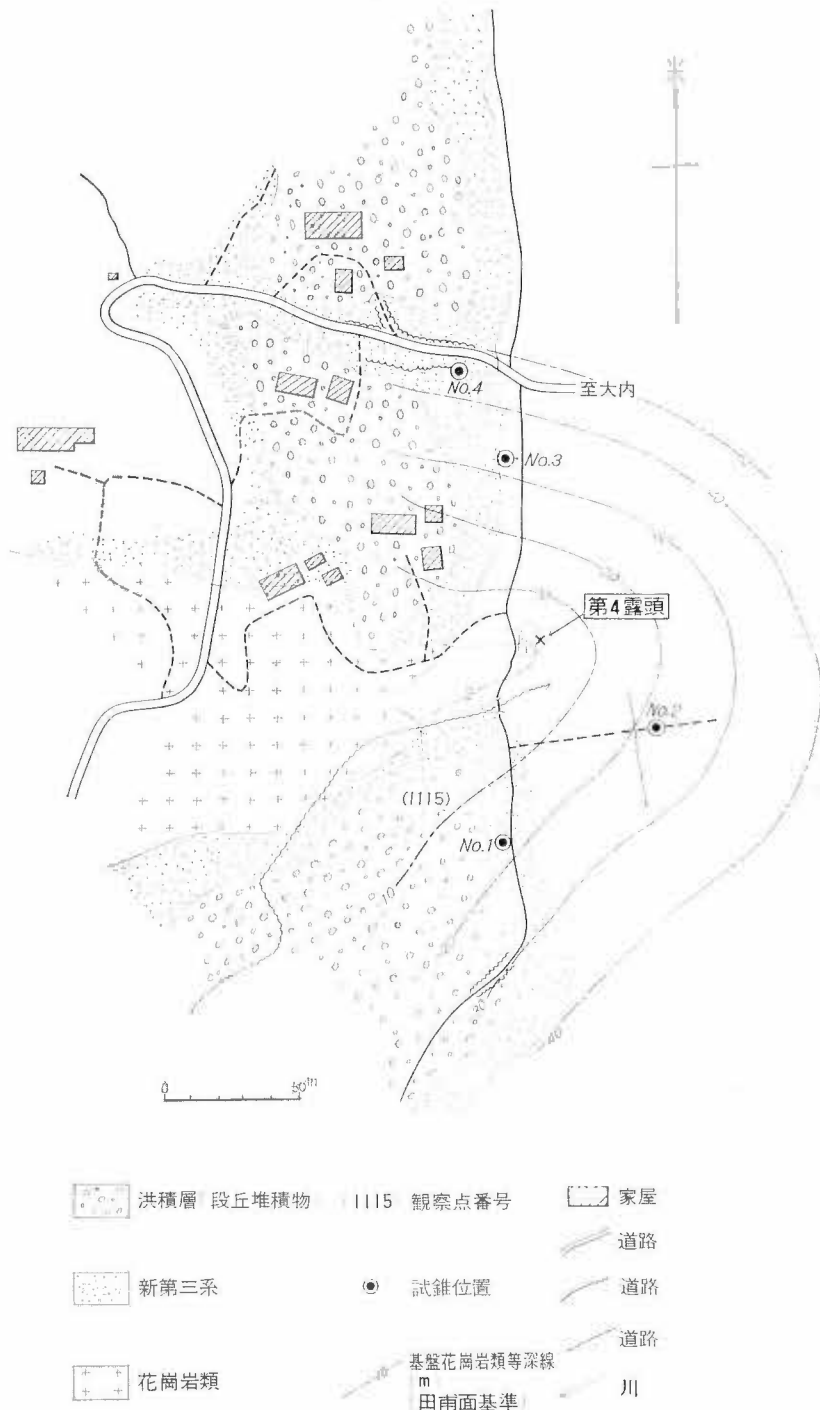 至大内
No.4
No.3
第4露頭
No.2
(1115)
No.1
10
20
40
0 50m
洪積層 段丘堆積物
1115 観察点番号
家屋
道路
新第三系
試錐位置
道路
道路
花崗岩類
10
基盤花崗岩類等深線
m
田甫面基準
川